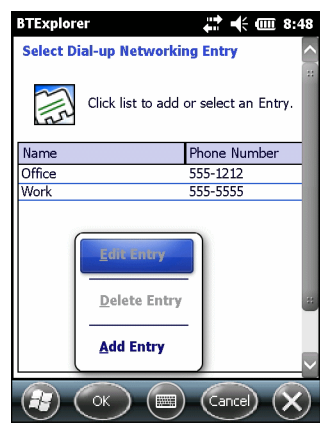 BTExplorer 8:48
Select Dial-up Networking Entry
Click list to add or select an Entry.
Name Phone Number
Office 555-1212
Work 555-5555
Edit Entry
Delete Entry
Add Entry
OK Cancel